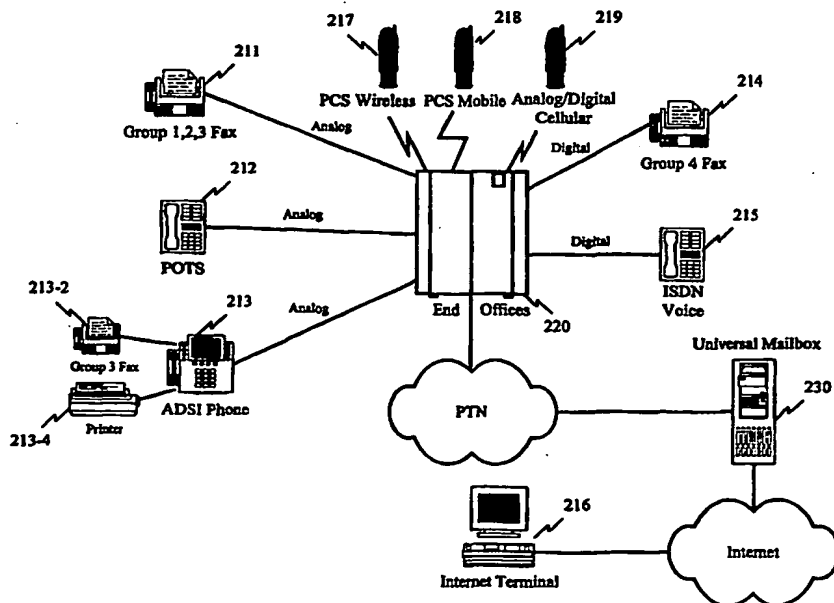 217
218
219
211
PCS Wireless
PCS Mobile
Analog/Digital
Cellular
214
Group 1,2,3 Fax
Analog
Digital
Group 4 Fax
212
Analog
POTS
215
Digital
ISDN
Voice
213-2
213
Analog
End Offices
220
Group 3 Fax
Universal Mailbox
ADSI Phone
213-4
Printer
PTN
230
216
Internet Terminal
Internet